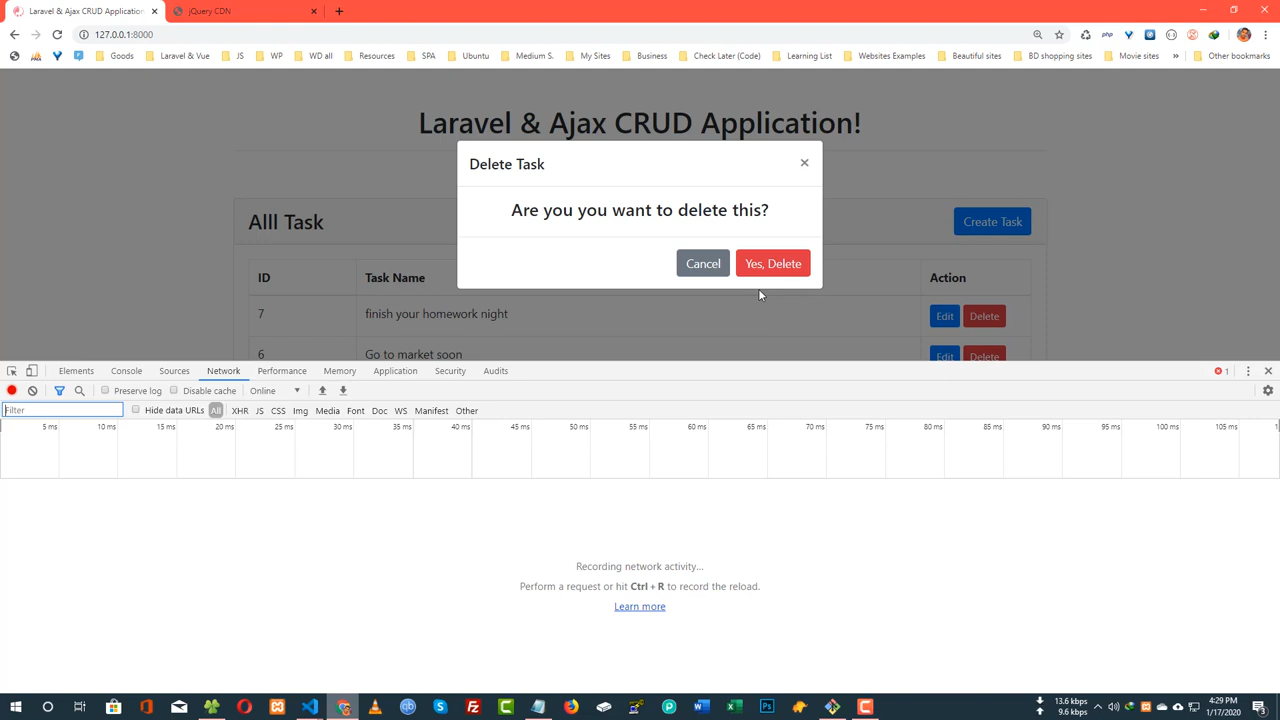 Laravel & Ajax CRUD Application
jQuery CDN
127.0.0.1:8000
Goods
Laravel & Vue
JS
WP
WD all
Resources
SPA
Ubuntu
Medium S.
My Sites
Business
Check Later (Code)
Learning List
Websites Examples
Beautiful sites
BD shopping sites
Movie sites
»
Other bookmarks
php
Laravel & Ajax CRUD Application!
Delete Task
×
Are you you want to delete this?
Cancel
Yes, Delete
Alll Task
Create Task
ID
Task Name
Action
7
finish your homework night
Edit
Delete
6
Go to market soon
Edit
Delete
Elements
Console
Sources
Network
Performance
Memory
Application
Security
Audits
1
Preserve log
Disable cache
Online
Filter
Hide data URLs
All
XHR
JS
CSS
Img
Media
Font
Doc
WS
Manifest
Other
5 ms
10 ms
15 ms
20 ms
25 ms
30 ms
35 ms
40 ms
45 ms
50 ms
55 ms
60 ms
65 ms
70 ms
75 ms
80 ms
85 ms
90 ms
95 ms
100 ms
105 ms
1
Recording network activity...
Perform a request or hit Ctrl + R to record the reload.
Learn more
13.6 kbps
9.6 kbps
4:29 PM
1/17/2020
3